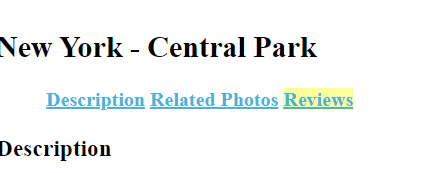 New York - Central Park
Description Related Photos Reviews
Description